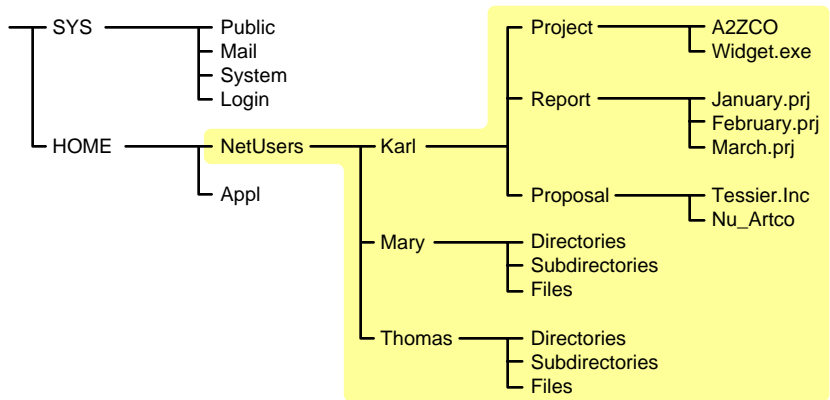 SYS
Public
Mail
System
Login
HOME
NetUsers
Appl
Karl
Project
A2ZCO
Widget.exe
Report
January.prj
February.prj
March.prj
Proposal
Tessier.Inc
Nu_Artco
Mary
Directories
Subdirectories
Files
Thomas
Directories
Subdirectories
Files